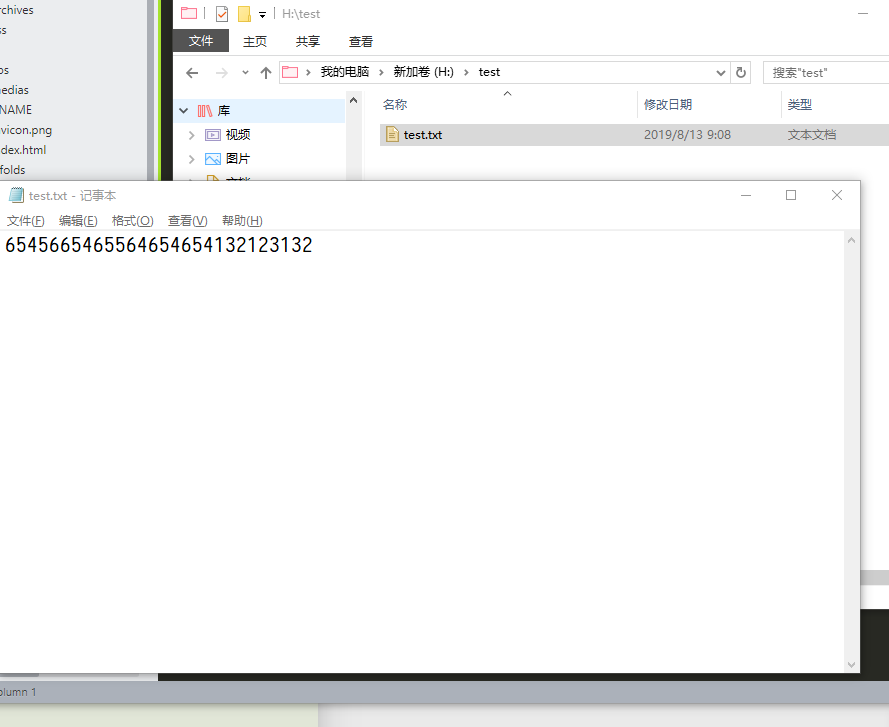 rchives
H:\test
文件 主页 共享 查看
我的电脑 新加卷 (H:) test
搜索"test"
名称 修改日期 类型
库
视频
图片
test.txt 2019/8/13 9:08 文本文档
ss
os
edias
NAME
vicon.png
dex.html
folds
test.txt - 记事本
文件(F) 编辑(E) 格式(O) 查看(V) 帮助(H)
olumn 1